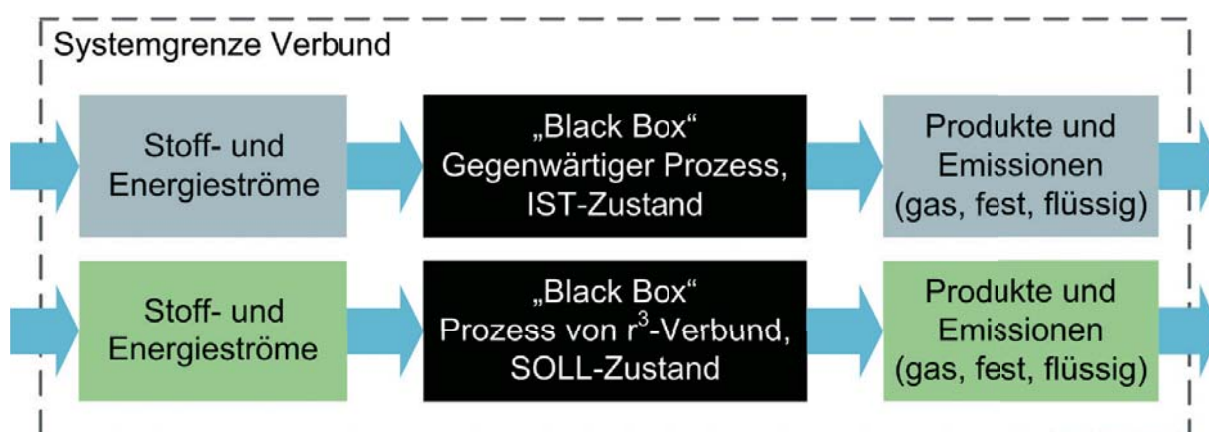 Systemgrenze Verbund
Stoff- und
Energieströme
„Black Box“
Gegenwärtiger Prozess,
IST-Zustand
Produkte und
Emissionen
(gas, fest, flüssig)
Stoff- und
Energieströme
„Black Box“
Prozess von r³-Verbund,
SOLL-Zustand
Produkte und
Emissionen
(gas, fest, flüssig)